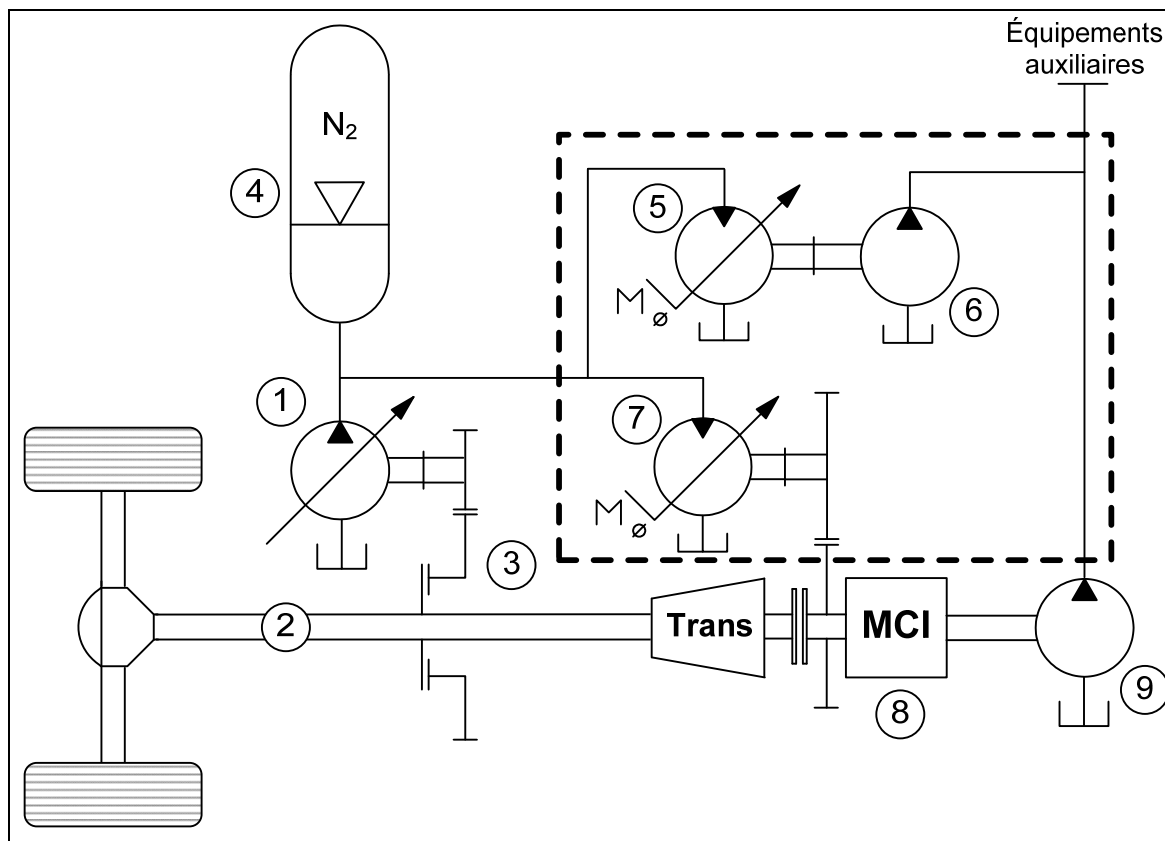 Équipements
auxiliaires
N₂
4
5
M ø
6
1
7
M ø
3
2
Trans
MCI
8
9